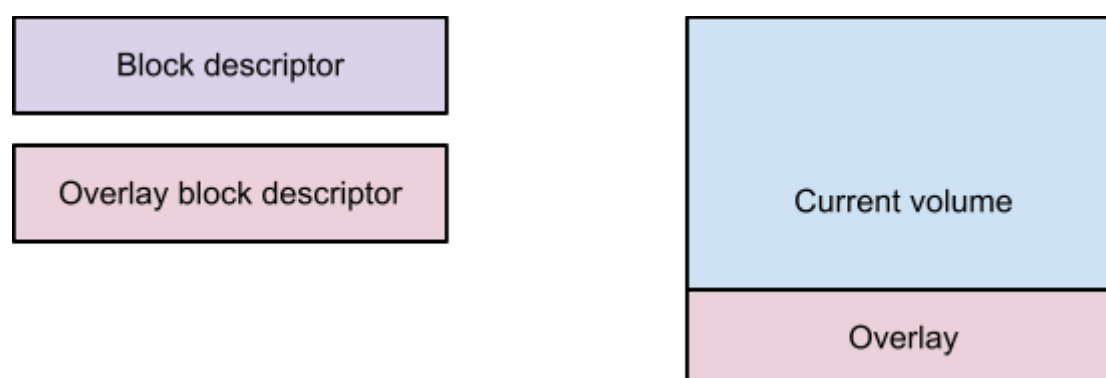 Block descriptor
Overlay block descriptor
Current volume
Overlay